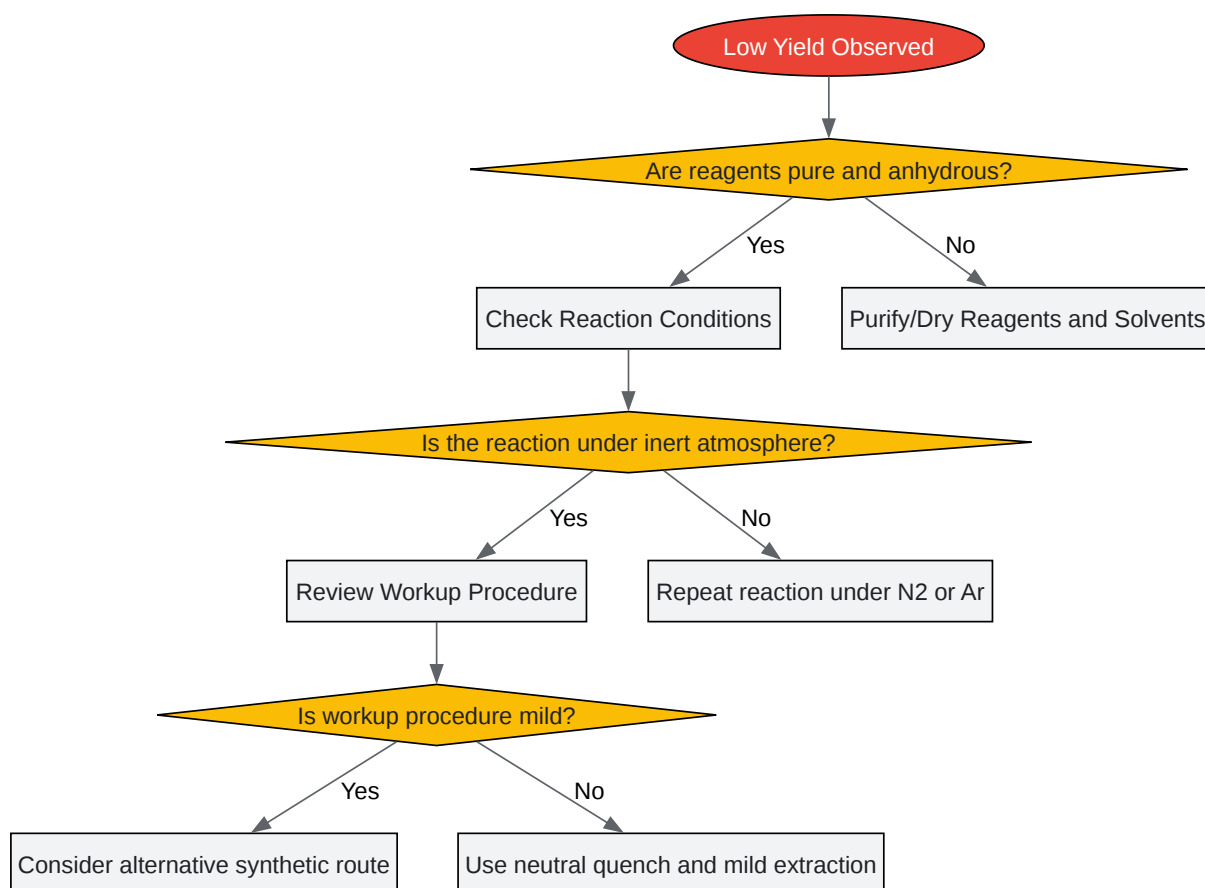 Low Yield Observed
Are reagents pure and anhydrous?
Yes
No
Check Reaction Conditions
Purify/Dry Reagents and Solvents
Is the reaction under inert atmosphere?
Yes
No
Review Workup Procedure
Repeat reaction under N2 or Ar
Is workup procedure mild?
Yes
No
Consider alternative synthetic route
Use neutral quench and mild extraction